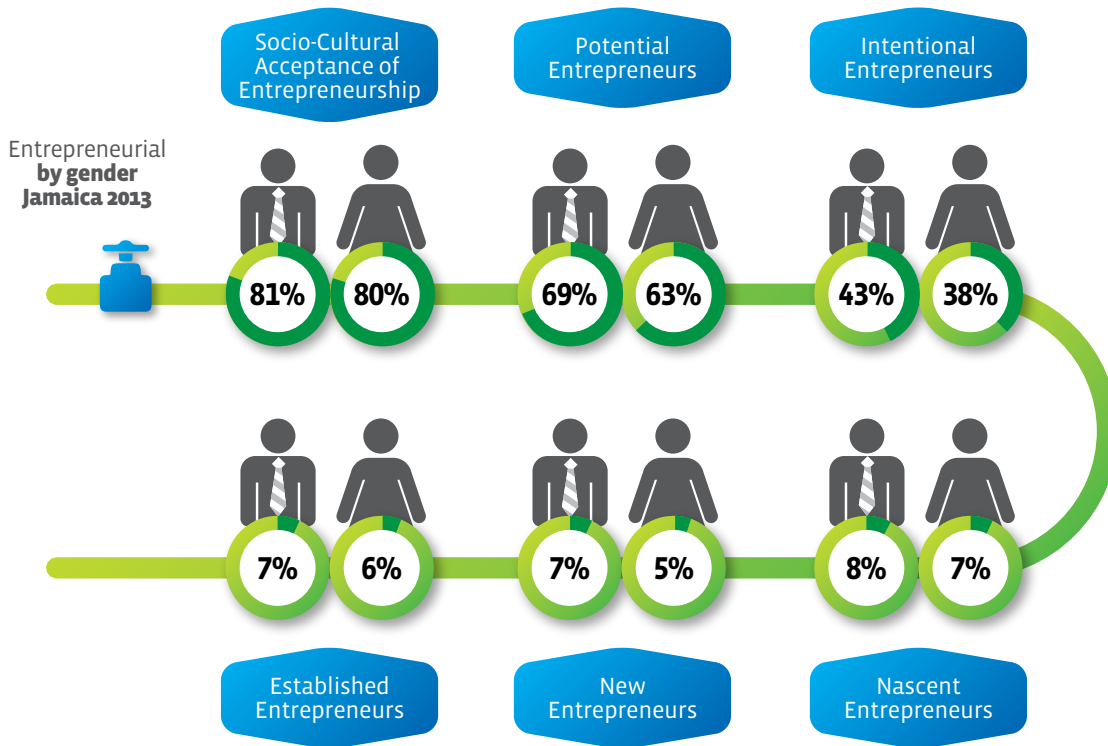 Socio-Cultural
Acceptance of
Entrepreneurship
Potential
Entrepreneurs
Intentional
Entrepreneurs
Entrepreneurial
by gender
Jamaica 2013
81%
80%
69%
63%
43%
38%
7%
6%
7%
5%
8%
7%
Established
Entrepreneurs
New
Entrepreneurs
Nascent
Entrepreneurs